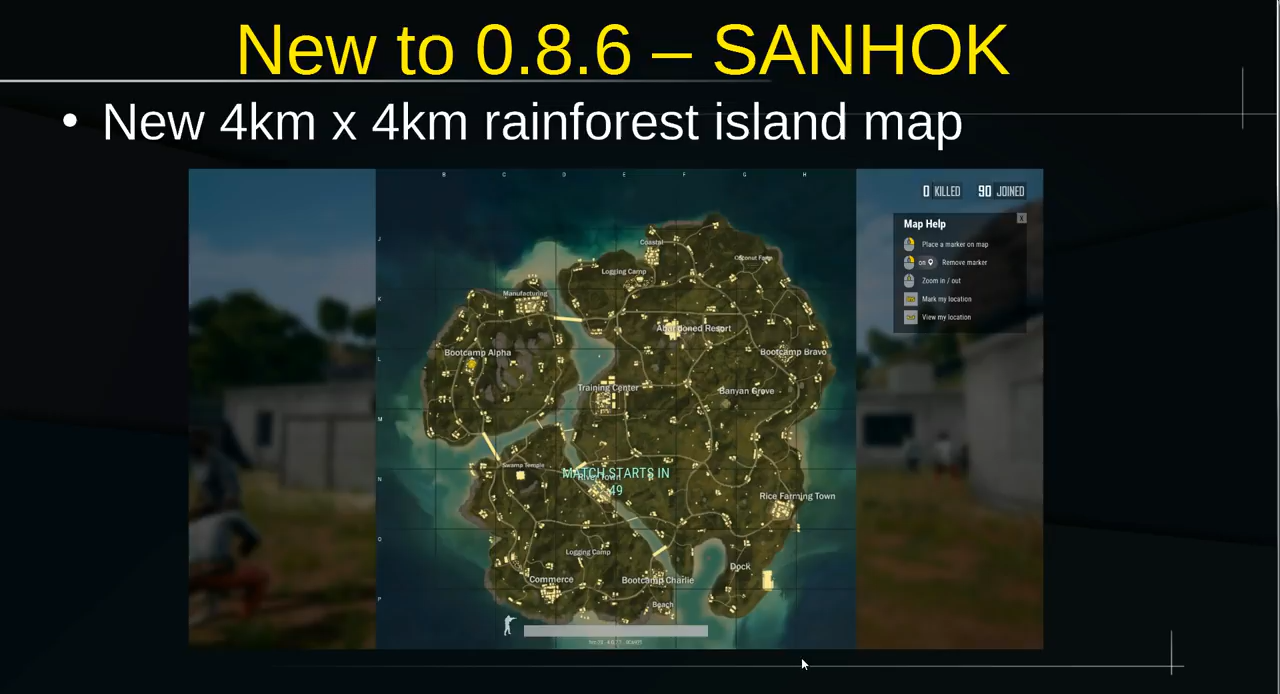 New to 0.8.6 – SANHOK
• New 4km x 4km rainforest island map
B C D E F G H
0 KILLED 90 JOINED
Map Help X
Place a marker on map
on Remove marker
Zoom in / out
Mark my location
View my location
J
K
L
M
N
O
P
Coastal
Coconut Farm
Logging Camp
Manufacturing
Abandoned Resort
Bootcamp Alpha
Bootcamp Bravo
Training Center
Banyan Grove
Swamp Temple
MATCH STARTS IN
River Town
49
Rice Farming Town
Logging Camp
Dock
Commerce
Bootcamp Charlie
Beach